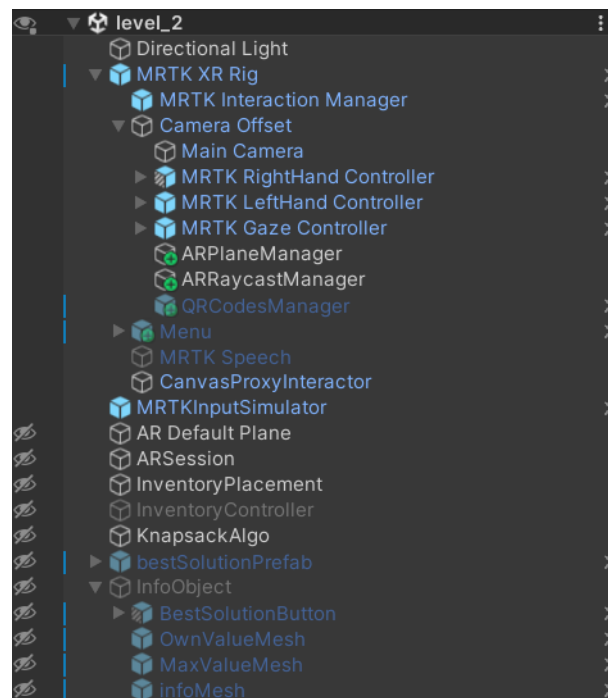 level_2
Directional Light
MRTK XR Rig
MRTK Interaction Manager
Camera Offset
Main Camera
MRTK RightHand Controller
MRTK LeftHand Controller
MRTK Gaze Controller
ARPlaneManager
ARRaycastManager
QRCodesManager
Menu
MRTK Speech
CanvasProxyInteractor
MRTKInputSimulator
AR Default Plane
ARSession
InventoryPlacement
InventoryController
KnapsackAlgo
bestSolutionPrefab
InfoObject
BestSolutionButton
OwnValueMesh
MaxValueMesh
infoMesh